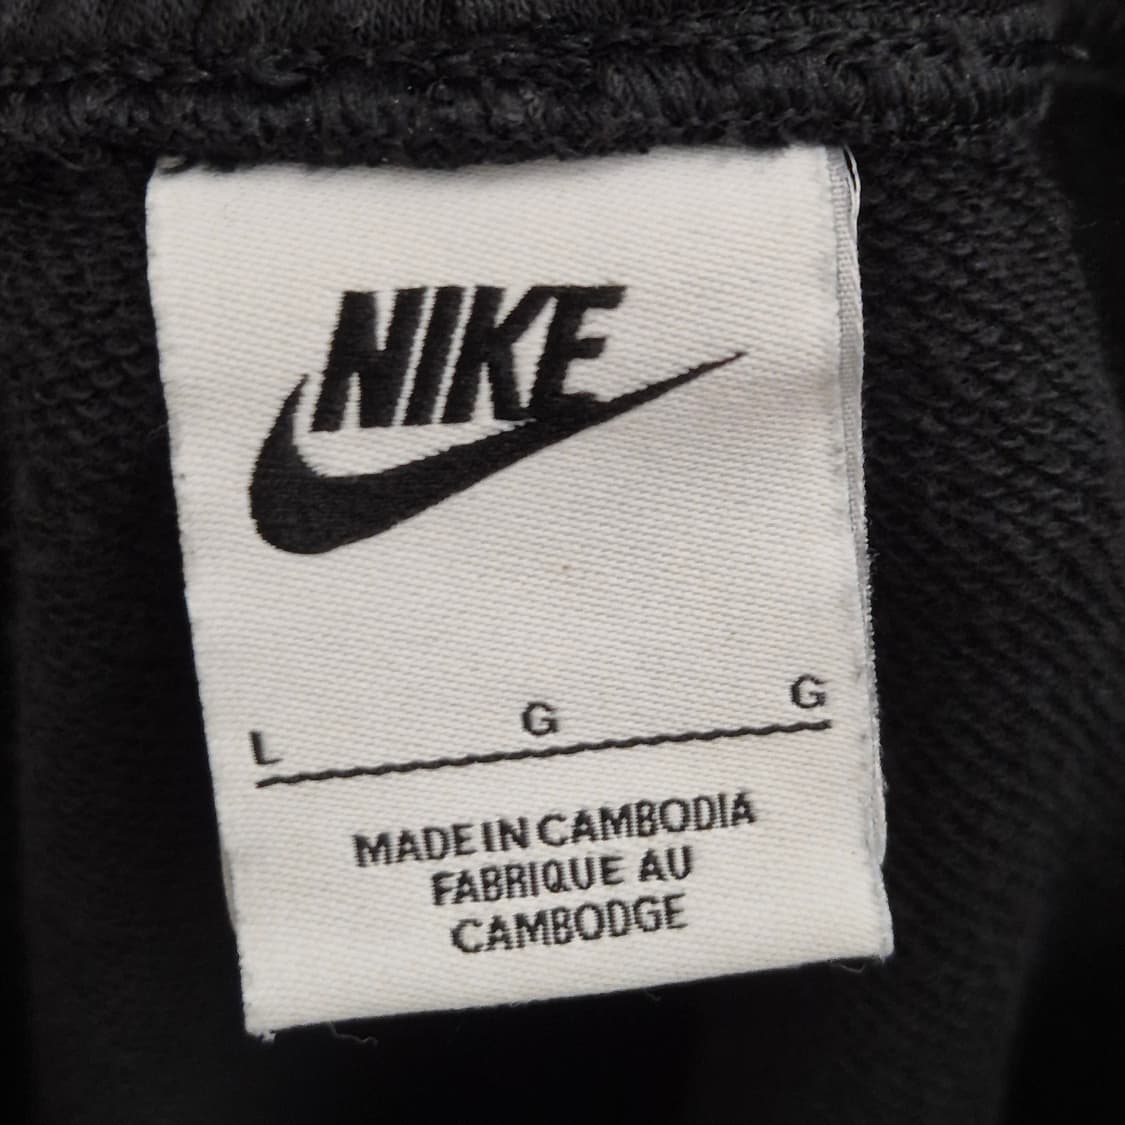 NIKE
L G G
MADE IN CAMBODIA
FABRIQUE AU
CAMBODGE